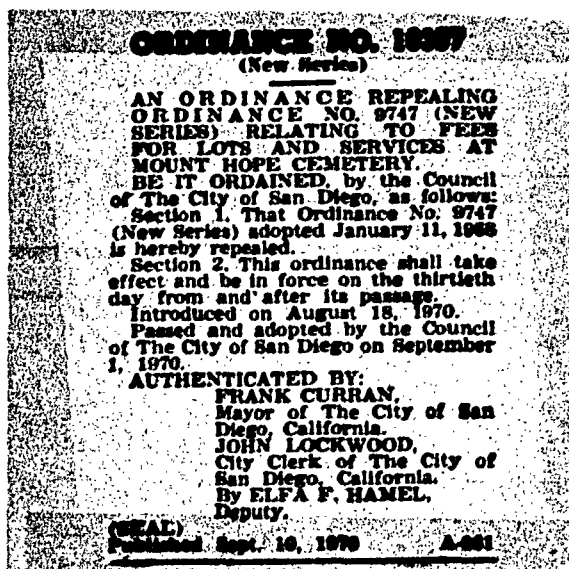 ORDINANCE NO. 10397
(New Series)
AN ORDINANCE REPEALING
ORDINANCE NO. 9747 (NEW
SERIES) RELATING TO FEES
FOR LOTS AND SERVICES AT
MOUNT HOPE CEMETERY.
BE IT ORDAINED, by the Council
of The City of San Diego, as follows:
Section 1. That Ordinance No. 9747
(New Series) adopted January 11, 1968
is hereby repealed.
Section 2. This ordinance shall take
effect and be in force on the thirtieth
day from and after its passage.
Introduced on August 18, 1970.
Passed and adopted by the Council
of The City of San Diego on September
1, 1970.
AUTHENTICATED BY:
FRANK CURRAN,
Mayor of The City of San
Diego, California.
JOHN LOCKWOOD,
City Clerk of The City of
San Diego, California.
By ELFA F. HAMEL,
Deputy.
(SEAL)
Published Sept. 10, 1970